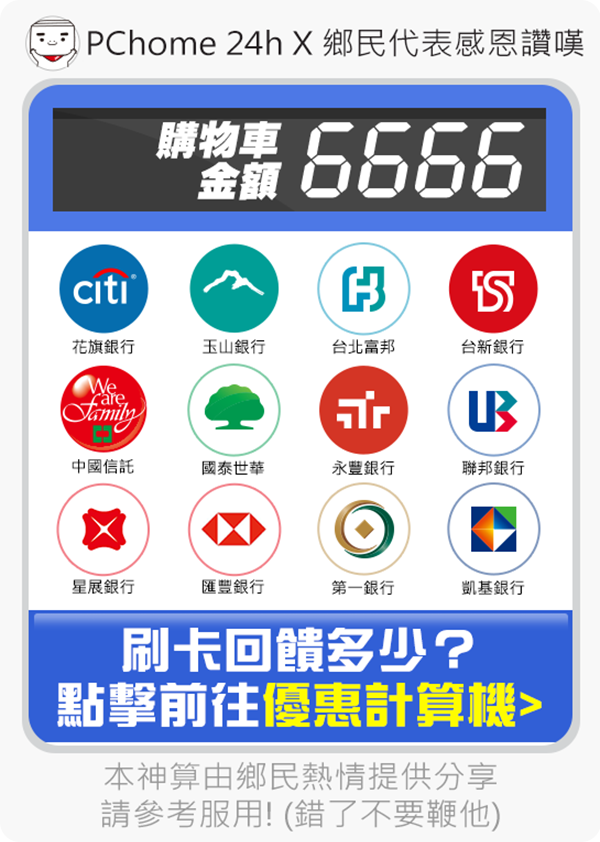 PChome 24h X 鄉民代表感恩讚嘆
購物車
金額
6666
citi®
花旗銀行
玉山銀行
台北富邦
台新銀行
We
are
Family
中國信託
國泰世華
永豐銀行
聯邦銀行
星展銀行
匯豐銀行
第一銀行
凱基銀行
刷卡回饋多少?
點擊前往優惠計算機>
本神算由鄉民熱情提供分享
請參考服用! (錯了不要鞭他)